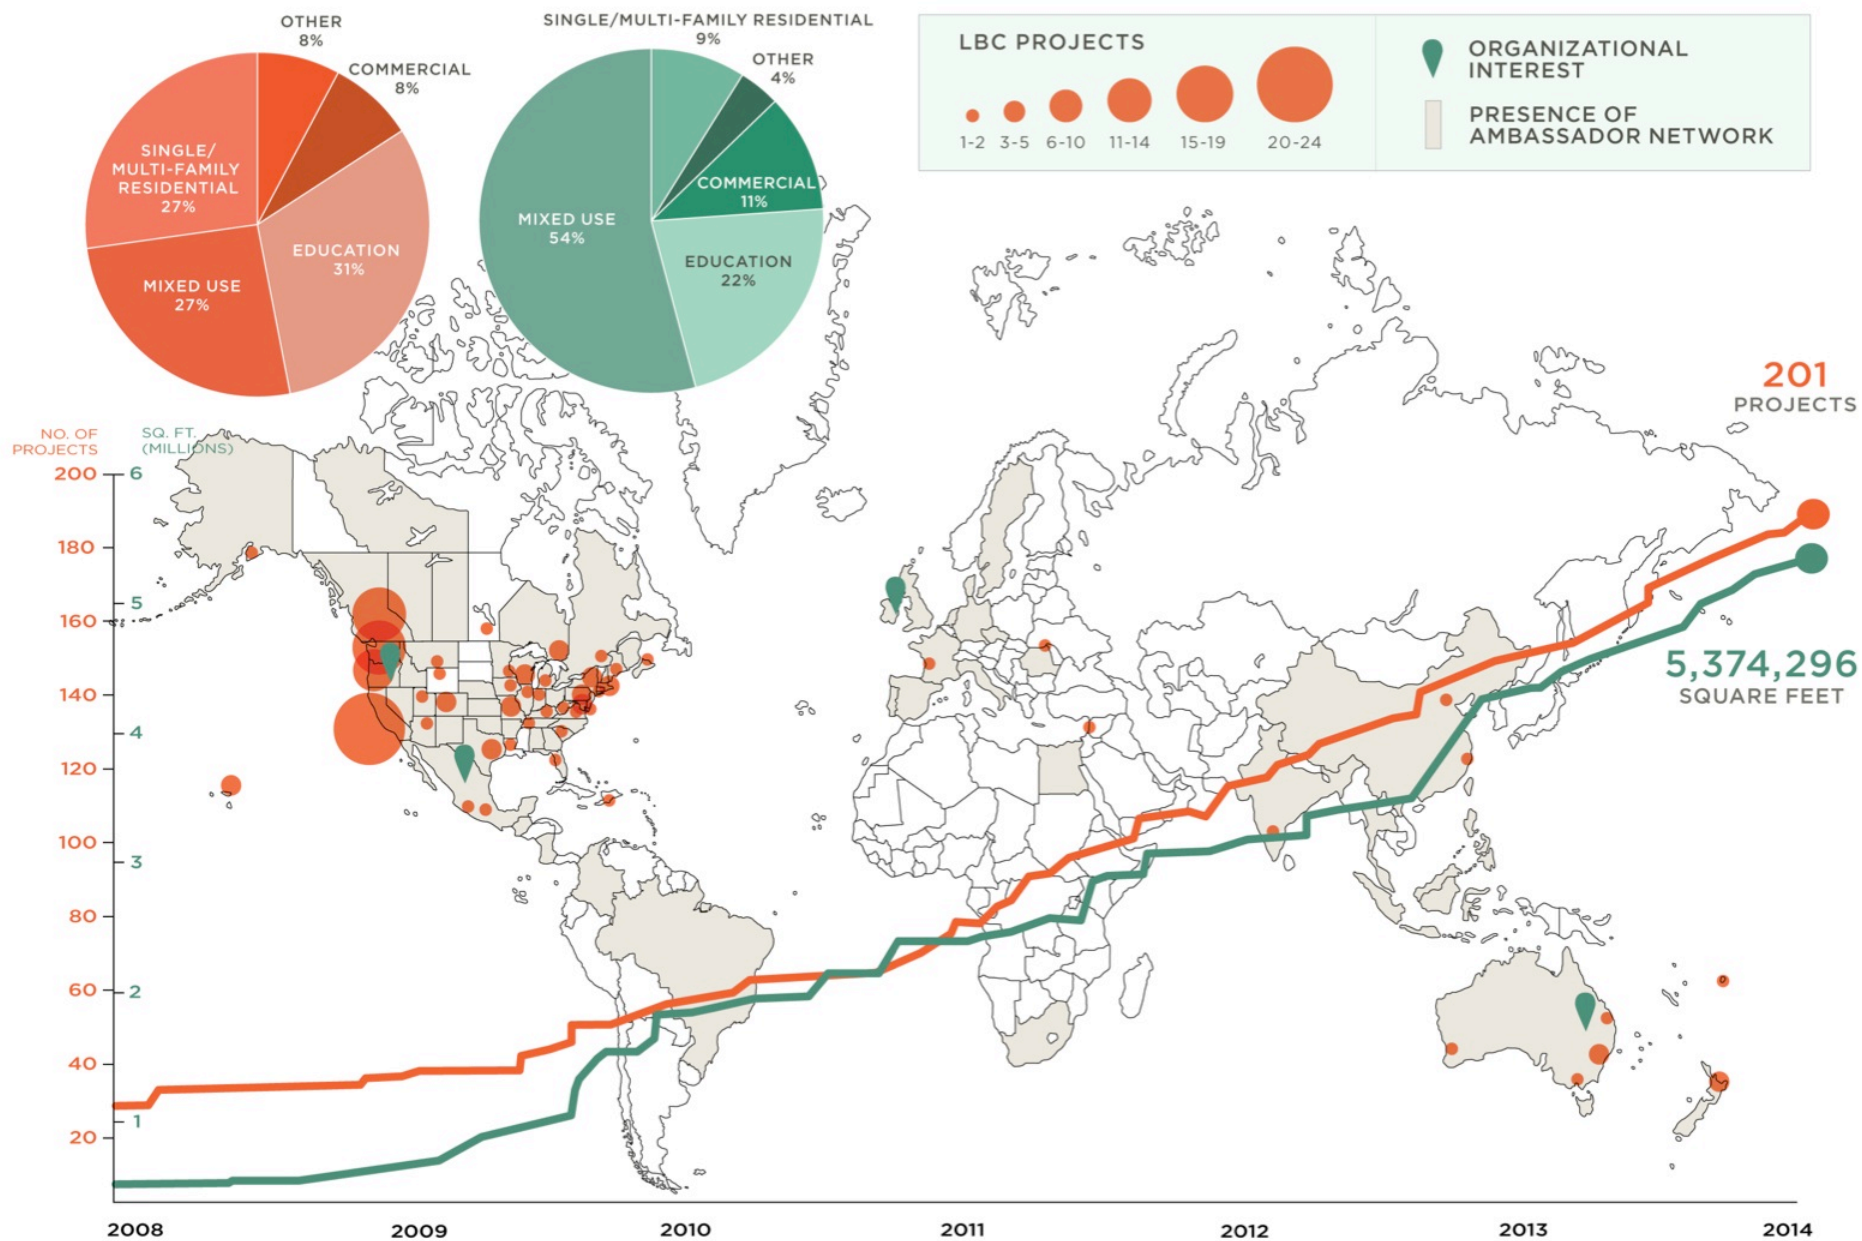 OTHER
8%
COMMERCIAL
8%
SINGLE/
MULTI-FAMILY
RESIDENTIAL
27%
EDUCATION
31%
MIXED USE
27%
SINGLE/MULTI-FAMILY RESIDENTIAL
9%
OTHER
4%
COMMERCIAL
11%
MIXED USE
54%
EDUCATION
22%
LBC PROJECTS
1-2 3-5 6-10 11-14 15-19 20-24
ORGANIZATIONAL
INTEREST
PRESENCE OF
AMBASSADOR NETWORK
201
PROJECTS
5,374,296
SQUARE FEET
NO. OF
PROJECTS
200
180
160
140
120
100
80
60
40
20
SQ. FT.
(MILLIONS)
6
5
4
3
2
1
2008 2009 2010 2011 2012 2013 2014